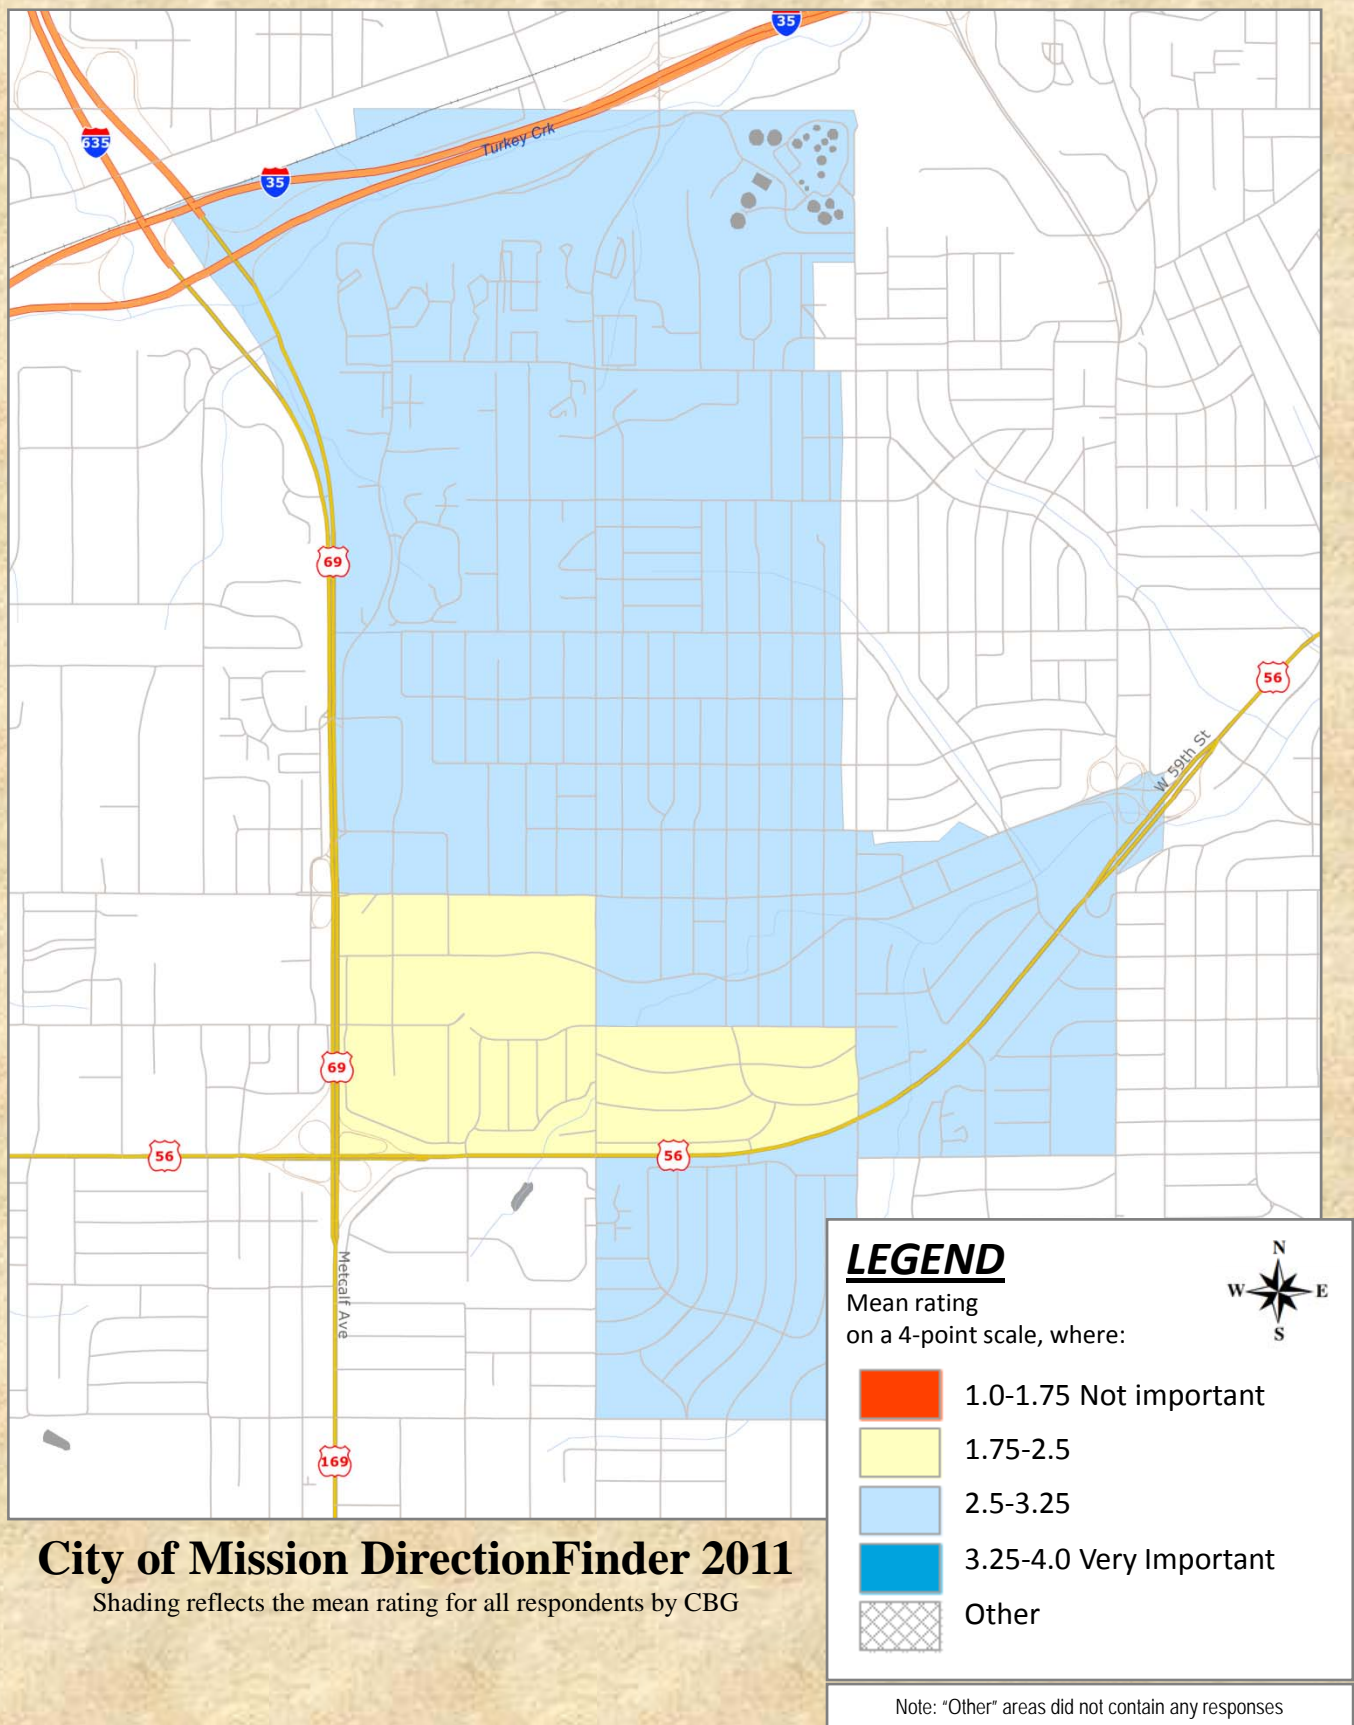 35
635
Turkey Crk
35
69
56
W 59th St
69
56
56
Metcalf Ave
169
LEGEND
Mean rating
on a 4-point scale, where:
N
W E
S
1.0-1.75 Not important
1.75-2.5
2.5-3.25
3.25-4.0 Very Important
Other
Note: "Other" areas did not contain any responses
City of Mission DirectionFinder 2011
Shading reflects the mean rating for all respondents by CBG